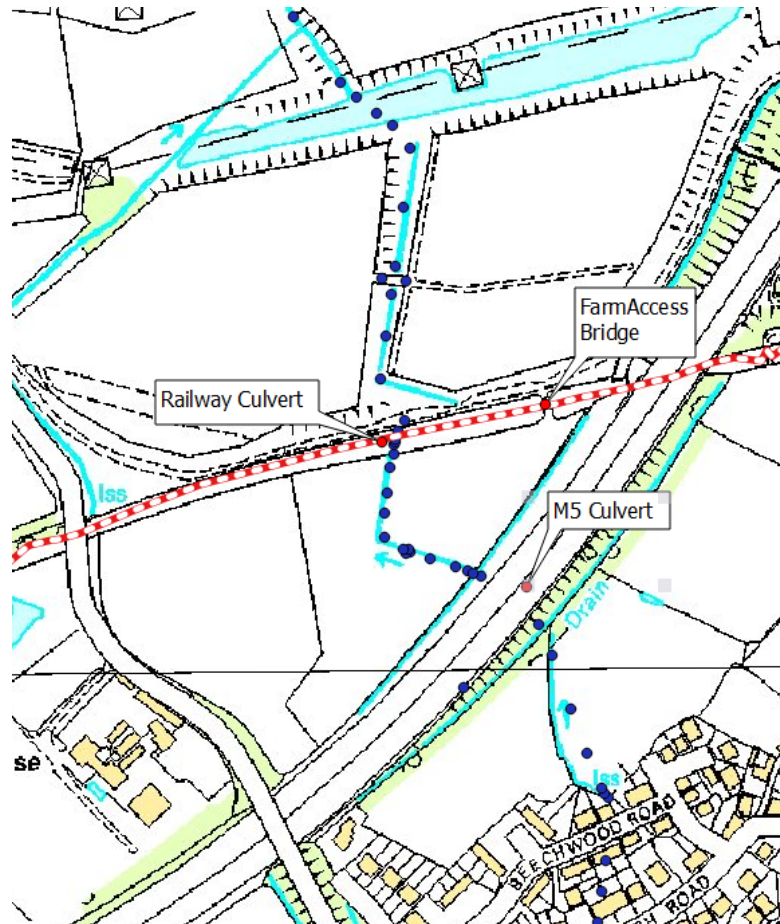 FarmAccess
Bridge
Railway Culvert
Iss
M5 Culvert
Drain
se
Iss
BEECHWOOD ROAD
ROAD